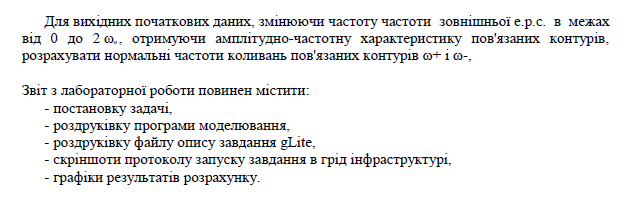 Для вихідних початкових даних, змінюючи частоту частоти зовнішньої е.р.с. в межах
від 0 до 2 ωₒ, отримуючи амплітудно-частотну характеристику пов'язаних контурів,
розрахувати нормальні частоти коливань пов'язаних контурів ω+ і ω-,
Звіт з лабораторної роботи повинен містити:
- постановку задачі,
- роздруківку програми моделювання,
- роздруківку файлу опису завдання gLite,
- скріншоти протоколу запуску завдання в грід інфраструктурі,
- графіки результатів розрахунку.